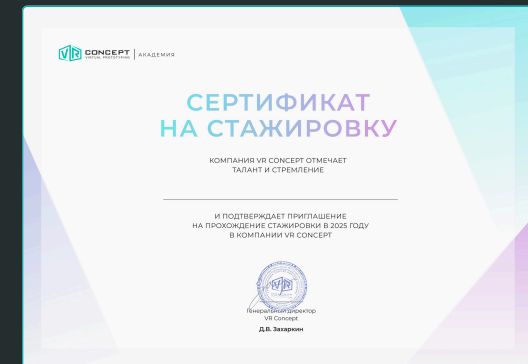 VR CONCEPT
VIRTUAL PROTOTYPING
АКАДЕМИЯ
СЕРТИФИКАТ
НА СТАЖИРОВКУ
КОМПАНИЯ VR CONCEPT ОТМЕЧАЕТ
ТАЛАНТ И СТРЕМЛЕНИЕ
И ПОДТВЕРЖДАЕТ ПРИГЛАШЕНИЕ
НА ПРОХОЖДЕНИЕ СТАЖИРОВКИ В 2025 ГОДУ
В КОМПАНИИ VR CONCEPT
Генеральный директор
VR Concept
Д.В. Захаркин